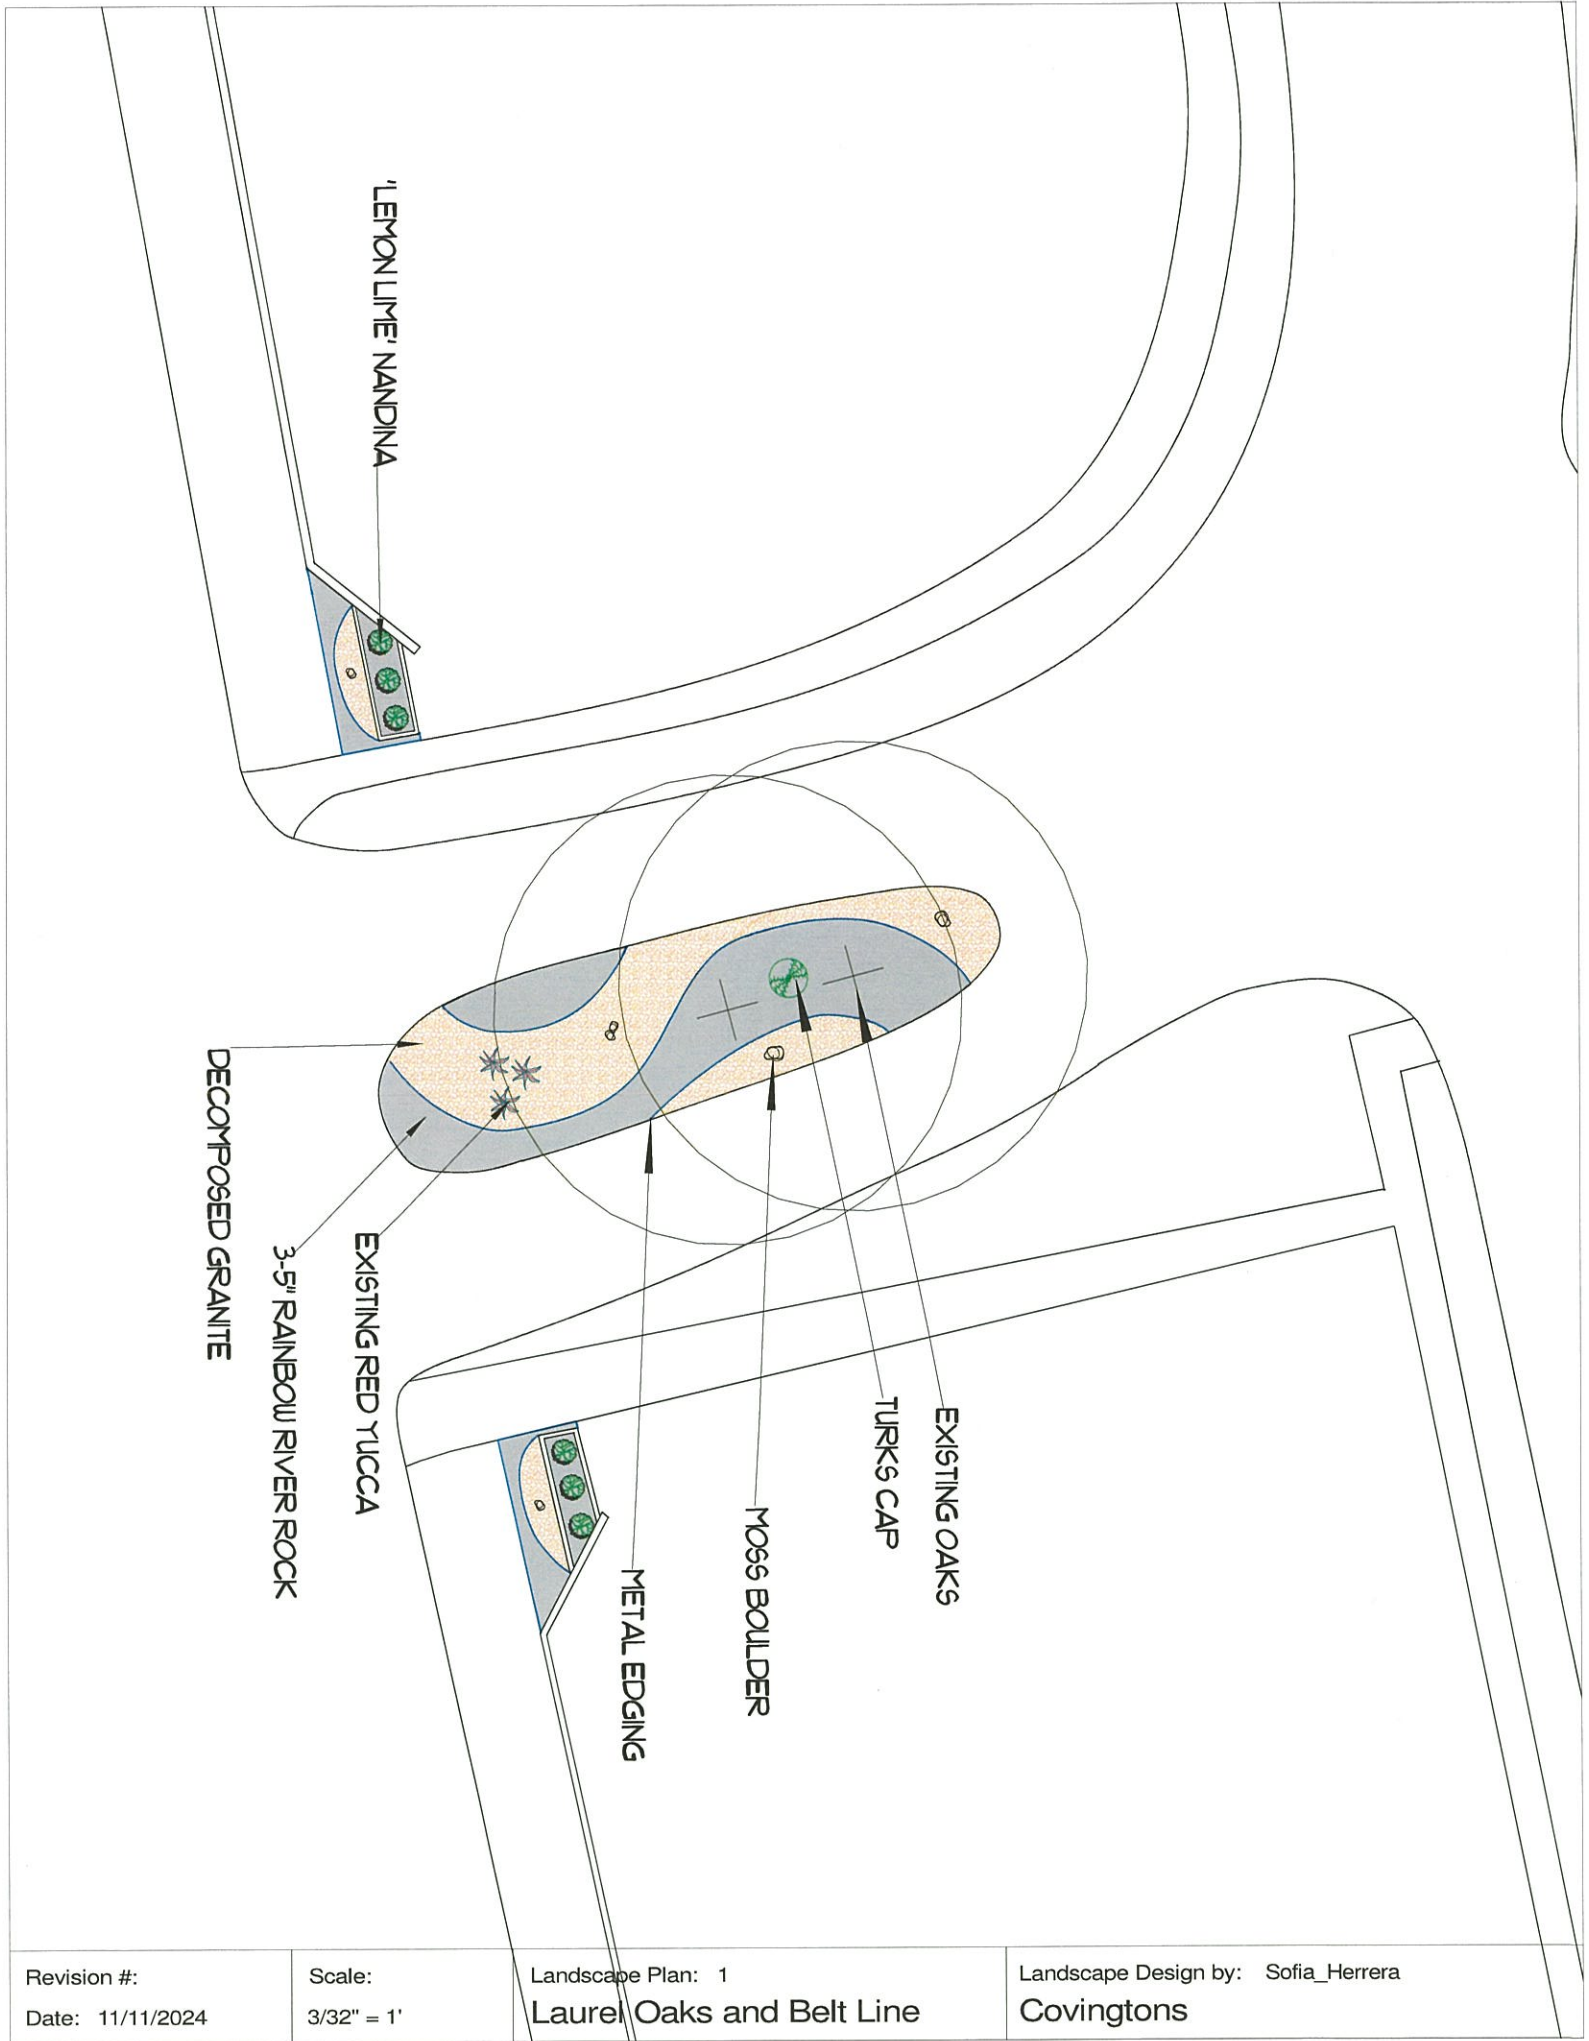 'LEMON LIME' NANDINA
DECOMPOSED GRANITE
3-5" RAINBOW RIVER ROCK
EXISTING RED YUCCA
METAL EDGING
MOSS BOULDER
TURKS CAP
EXISTING OAKS
Revision #:
Date: 11/11/2024
Scale:
3/32" = 1'
Landscape Plan: 1
Laurel Oaks and Belt Line
Landscape Design by: Sofia_Herrera
Covingtons